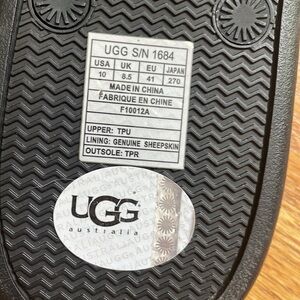 UGG S/N 1684
USA UK EU JAPAN
10 8.5 41 270
MADE IN CHINA
FABRIQUE EN CHINE
F10012A
UPPER: TPU
LINING: GENUINE SHEEPSKIN
OUTSOLE: TPR
UGG
australia